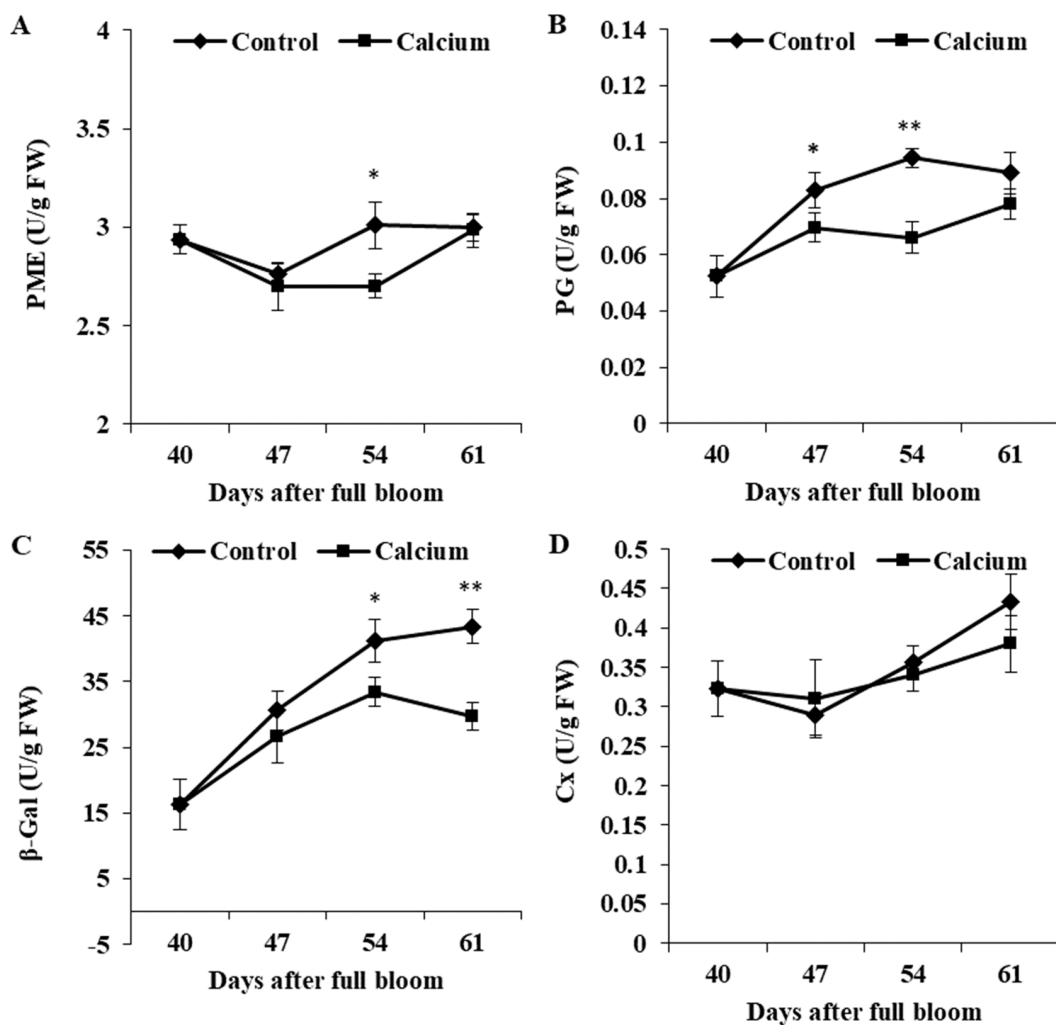 A
Control
Calcium
4
3.5
3
2.5
2
PME (U/g FW)
*
40
47
54
61
Days after full bloom
B
Control
Calcium
0.14
0.12
0.1
0.08
0.06
0.04
0.02
0
PG (U/g FW)
*
**
40
47
54
61
Days after full bloom
C
Control
Calcium
55
45
35
25
15
5
-5
β-Gal (U/g FW)
*
**
40
47
54
61
Days after full bloom
D
Control
Calcium
0.5
0.45
0.4
0.35
0.3
0.25
0.2
0.15
0.1
0.05
0
Cx (U/g FW)
40
47
54
61
Days after full bloom